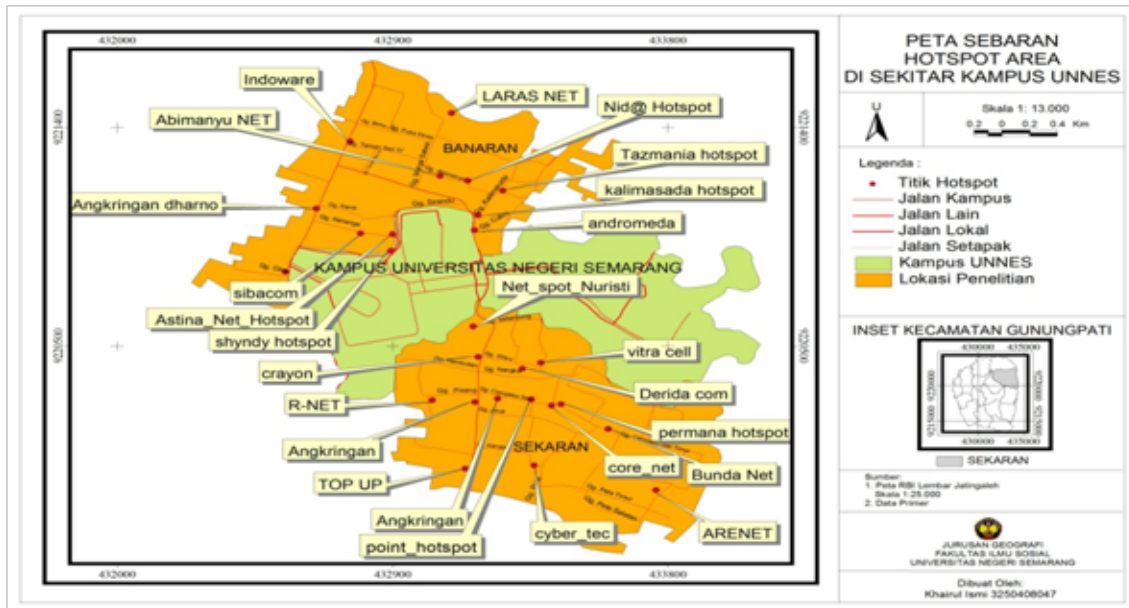 432000
432900
433800
9221400
9221400
9220500
9220500
432000
432900
433800
Indoware
LARAS NET
Abimanyu NET
Nid@ Hotspot
BANARAN
Tazmania hotspot
kalimasada hotspot
Angkringan dharno
andromeda
KAMPUS UNIVERSITAS NEGERI SEMARANG
sibacom
Net_spot_Nuristi
Astina_Net_Hotspot
shyndy hotspot
vitra cell
crayon
Derida com
R-NET
permana hotspot
Angkringan
SEKARAN
core_net
Bunda Net
TOP UP
Angkringan
point_hotspot
cyber_tec
ARENET
PETA SEBARAN
HOTSPOT AREA
DI SEKITAR KAMPUS UNNES
U
Skala 1: 13.000
0.2 0 0.2 0.4 Km
Legenda :
Titik Hotspot
Jalan Kampus
Jalan Lain
Jalan Lokal
Jalan Setapak
Kampus UNNES
Lokasi Penelitian
INSET KECAMATAN GUNUNGPATI
430000 435000
9220000
9215000
430000 435000
SEKARAN
Sumber:
1. Peta RBI Lembar Jatingaleh
Skala 1:25.000
2. Data Primer
JURUSAN GEOGRAFI
FAKULTAS ILMU SOSIAL
UNIVERSITAS NEGERI SEMARANG
Dibuat Oleh:
Khairul Ismi 3250408047